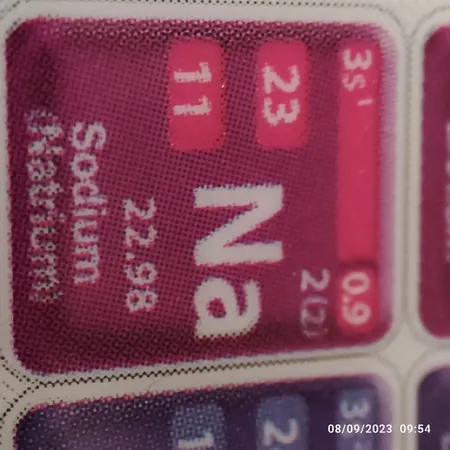 3s¹ 0.9
23 2(2)
11 Na
22.98
Sodium
(Natrium)
08/09/2023 09:54